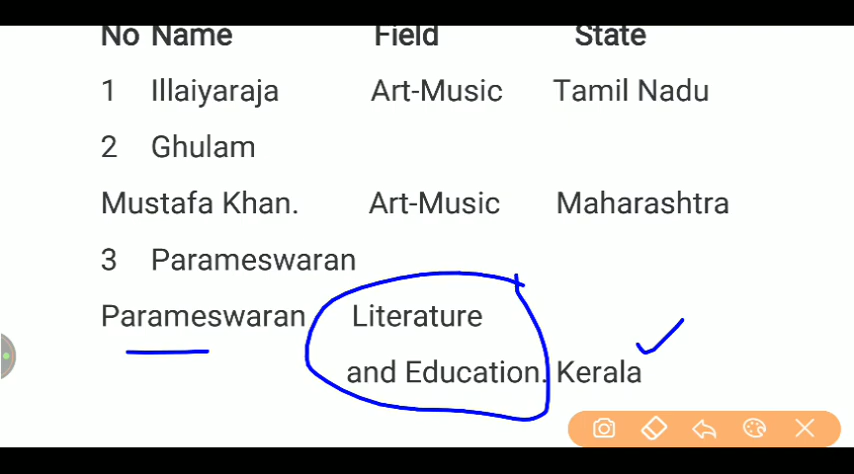 No Name Field State
1 Illaiyaraja Art-Music Tamil Nadu
2 Ghulam
Mustafa Khan. Art-Music Maharashtra
3 Parameswaran
Parameswaran Literature
and Education. Kerala